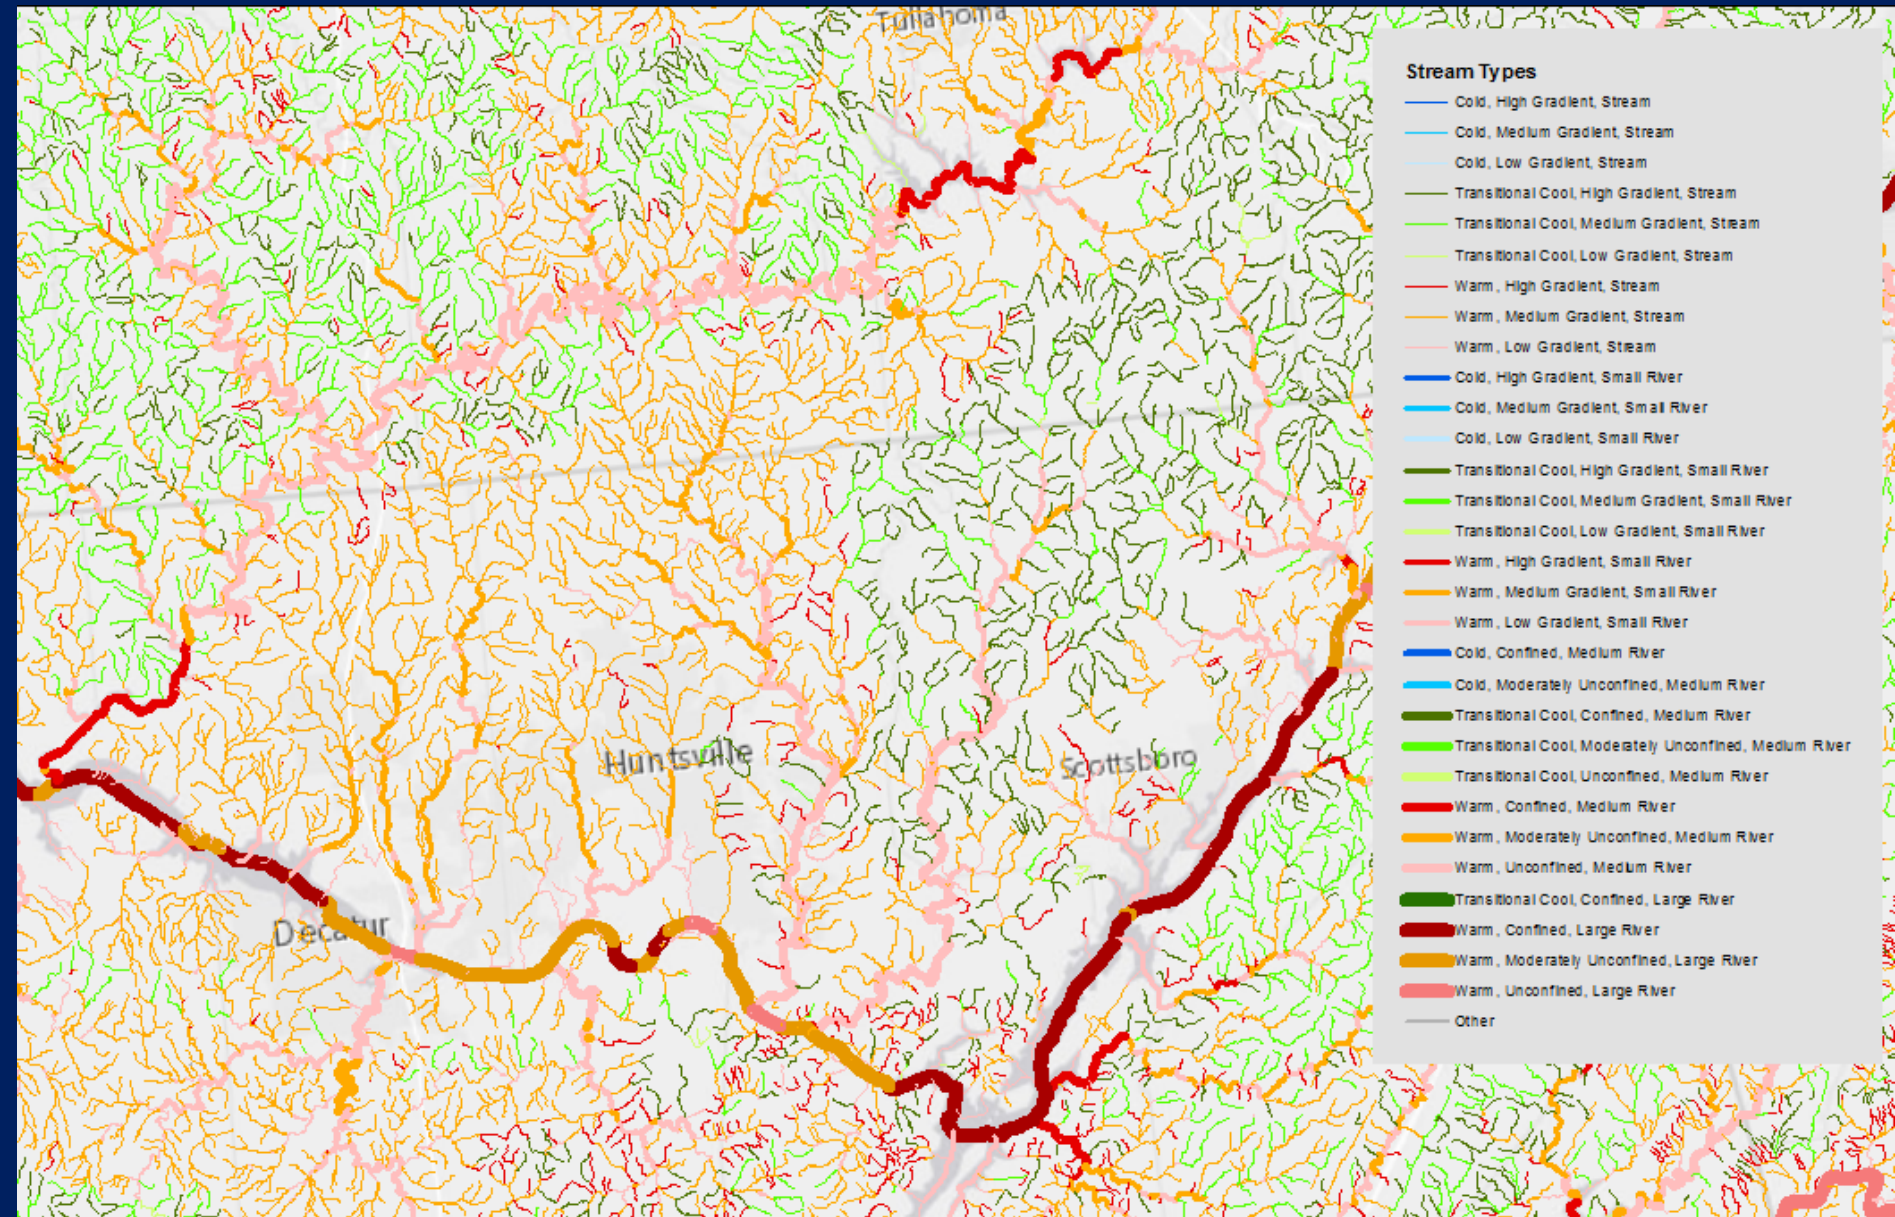 Tullahoma
Huntsville
Scottsboro
Decatur
Stream Types
Cold, High Gradient, Stream
Cold, Medium Gradient, Stream
Cold, Low Gradient, Stream
Transitional Cool, High Gradient, Stream
Transitional Cool, Medium Gradient, Stream
Transitional Cool, Low Gradient, Stream
Warm, High Gradient, Stream
Warm, Medium Gradient, Stream
Warm, Low Gradient, Stream
Cold, High Gradient, Small River
Cold, Medium Gradient, Small River
Cold, Low Gradient, Small River
Transitional Cool, High Gradient, Small River
Transitional Cool, Medium Gradient, Small River
Transitional Cool, Low Gradient, Small River
Warm, High Gradient, Small River
Warm, Medium Gradient, Small River
Warm, Low Gradient, Small River
Cold, Confined, Medium River
Cold, Moderately Unconfined, Medium River
Transitional Cool, Confined, Medium River
Transitional Cool, Moderately Unconfined, Medium River
Transitional Cool, Unconfined, Medium River
Warm, Confined, Medium River
Warm, Moderately Unconfined, Medium River
Warm, Unconfined, Medium River
Transitional Cool, Confined, Large River
Warm, Confined, Large River
Warm, Moderately Unconfined, Large River
Warm, Unconfined, Large River
Other